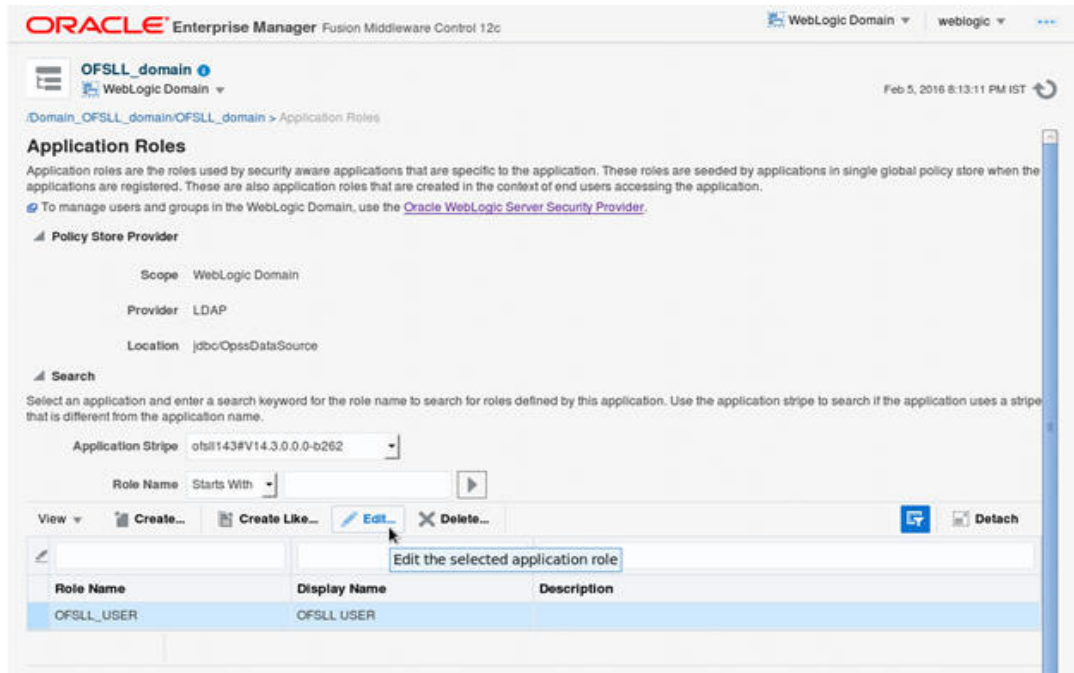 ORACLE Enterprise Manager Fusion Middleware Control 12c
WebLogic Domain
weblogic
OFSLL_domain
WebLogic Domain
Feb 5, 2016 8:13:11 PM IST
/Domain_OFSLL_domain/OFSLL_domain > Application Roles
Application Roles
Application roles are the roles used by security aware applications that are specific to the application. These roles are seeded by applications in single global policy store when the
applications are registered. These are also application roles that are created in the context of end users accessing the application.
To manage users and groups in the WebLogic Domain, use the Oracle WebLogic Server Security Provider.
Policy Store Provider
Scope WebLogic Domain
Provider LDAP
Location jdbc/OpssDataSource
Search
Select an application and enter a search keyword for the role name to search for roles defined by this application. Use the application stripe to search if the application uses a stripe
that is different from the application name.
Application Stripe ofsll143#V14.3.0.0.0-b262
Role Name Starts With
View Create... Create Like... Edit... Delete... Detach
Edit the selected application role
Role Name Display Name Description
OFSLL_USER OFSLL USER